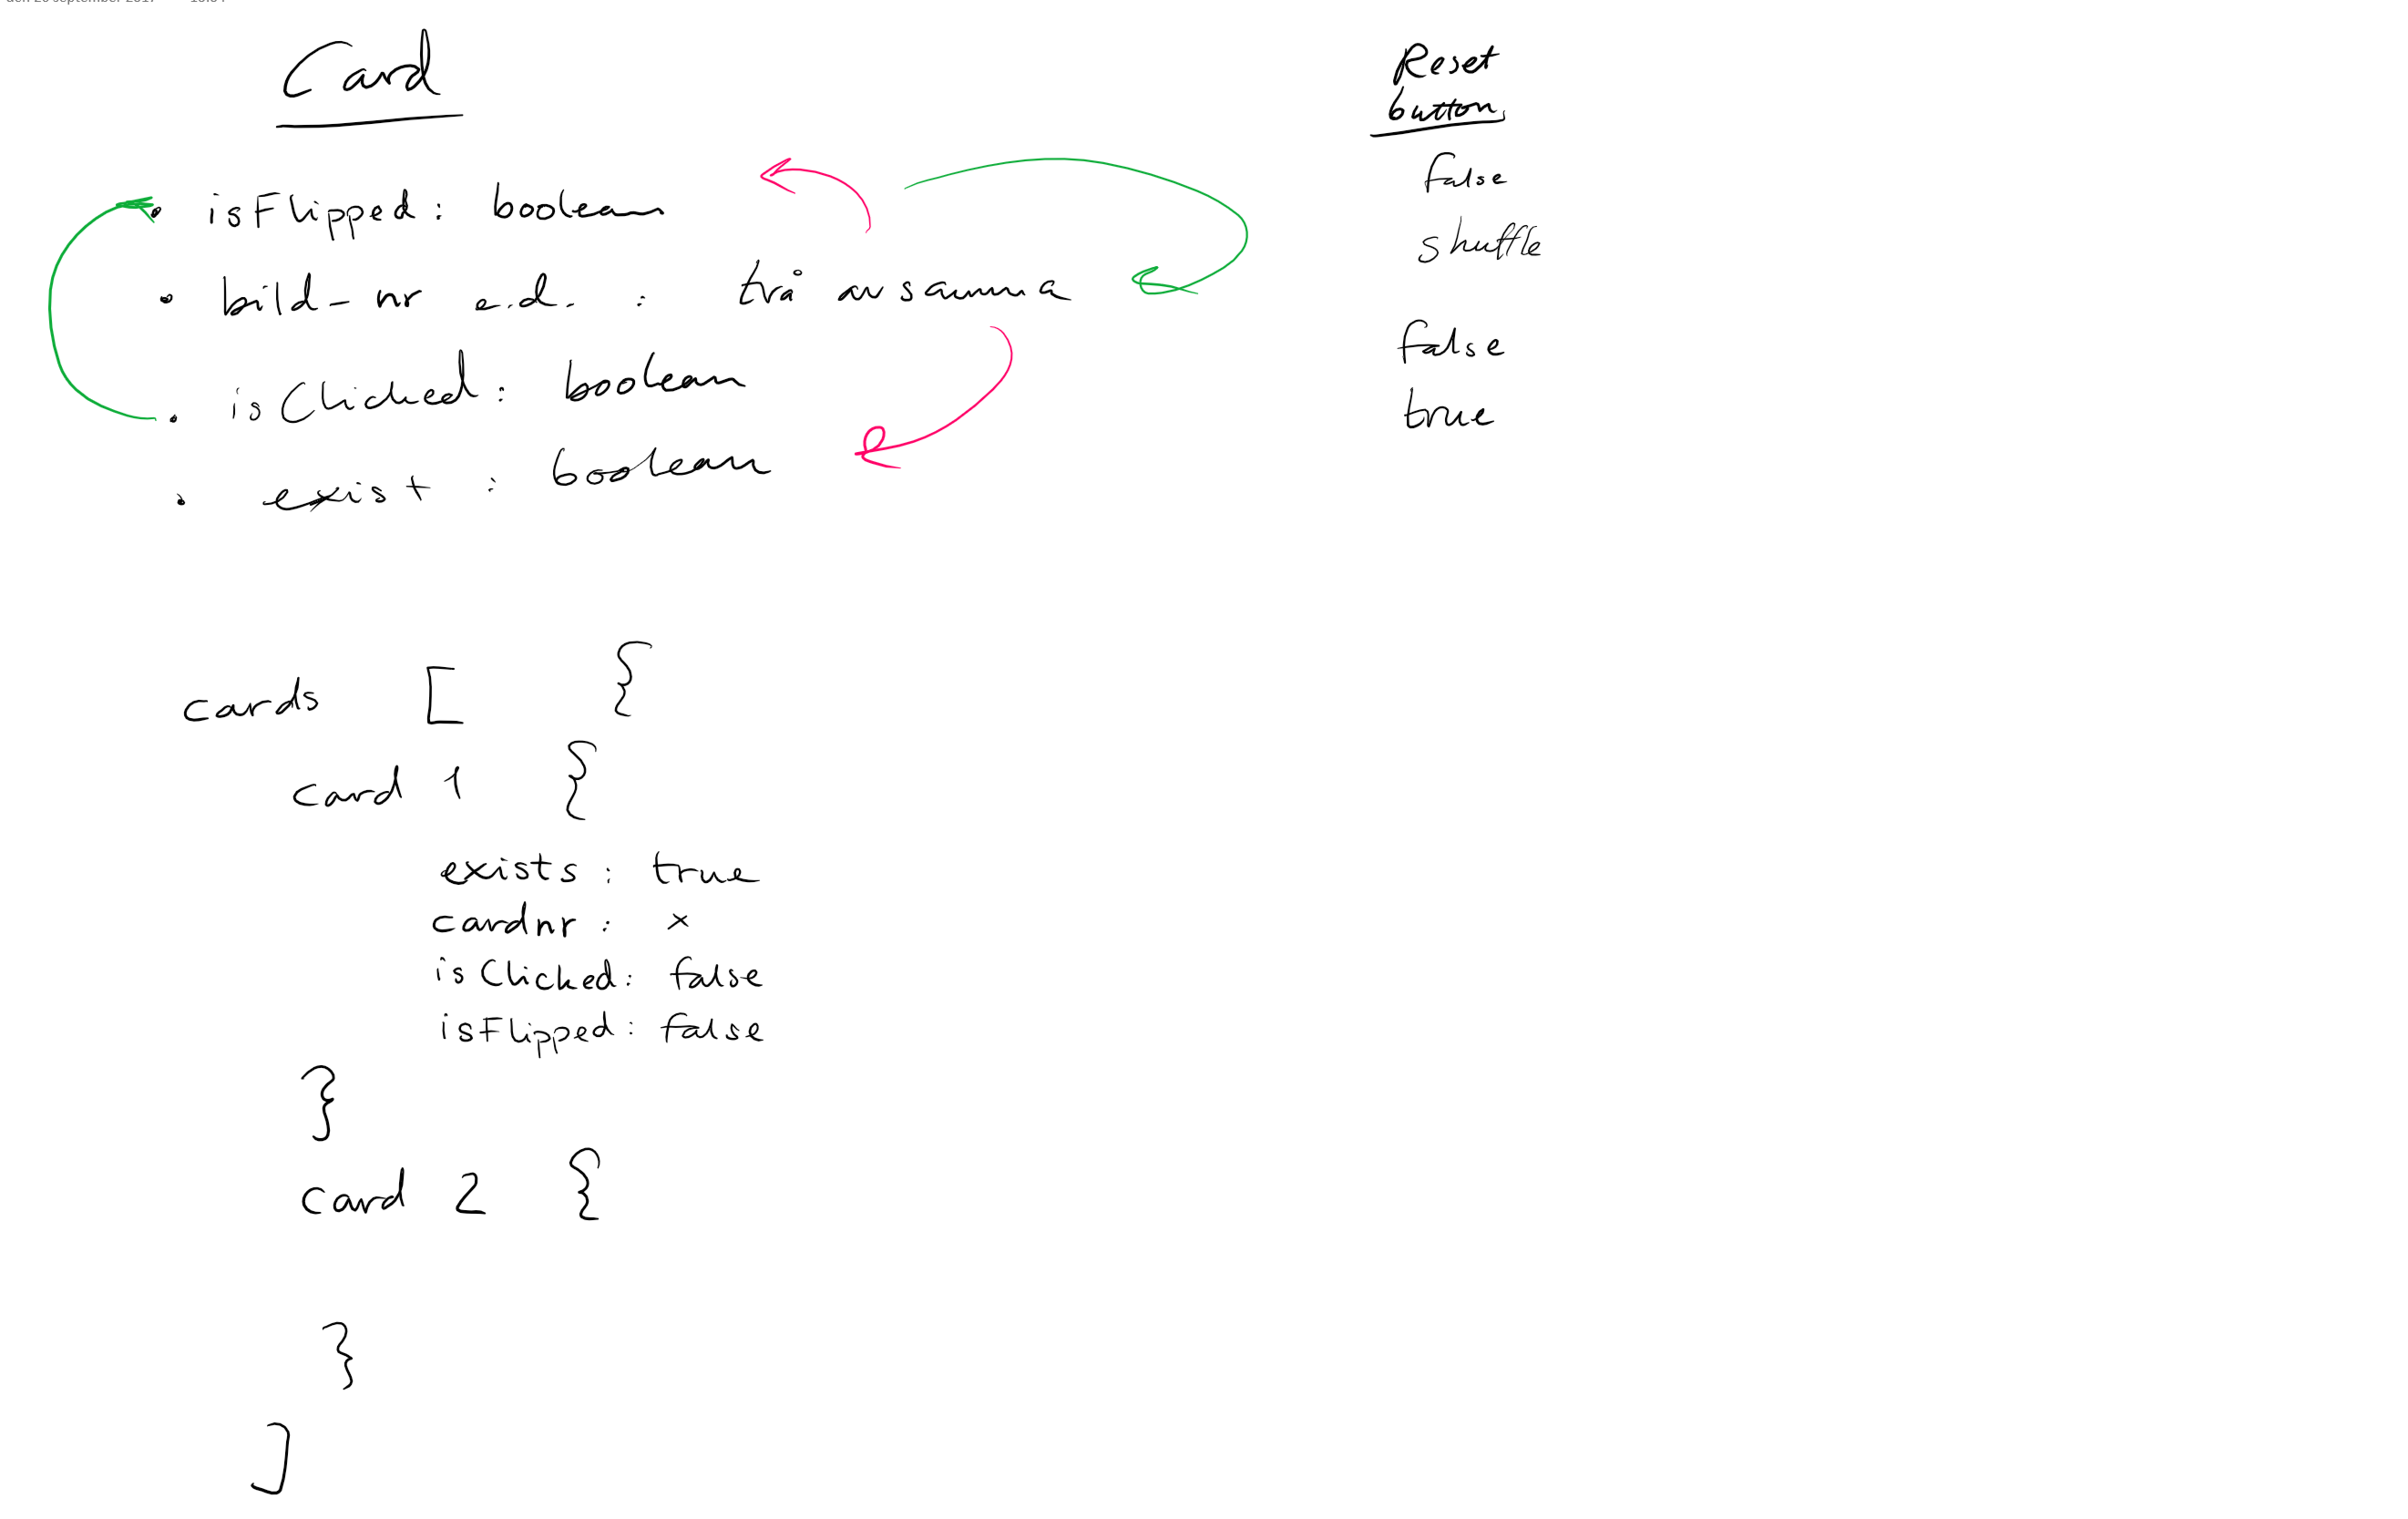 Card
• isFlipped: boolean
• bild-nr e.d. : två av samma
• isClicked: boolean
• exist : boolean
Reset
button
false
shuffle
false
true
cards [ {
card 1 {
exists: true
cardnr: x
isClicked: false
isFlipped: false
}
card 2 {
}
]